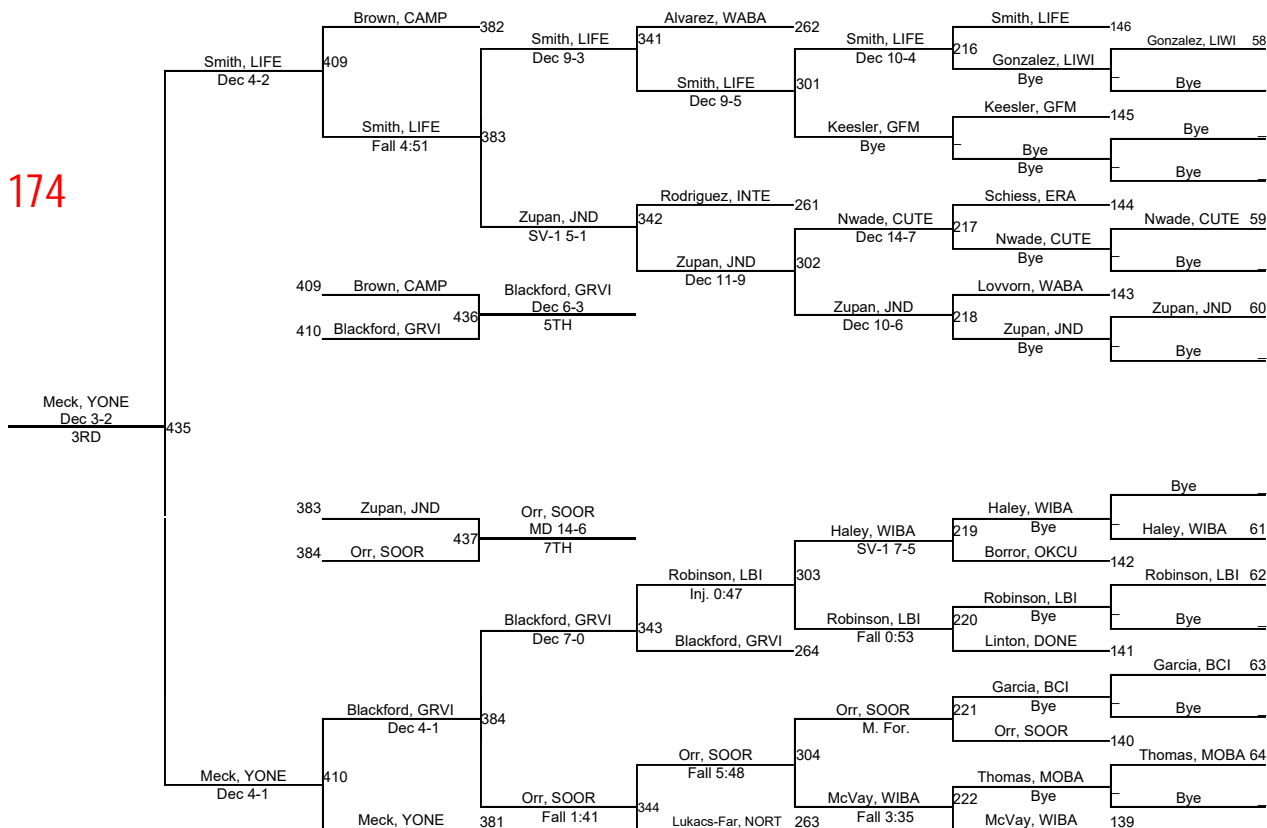 Brown, CAMP 382
Alvarez, WABA 262
Smith, LIFE 146
Smith, LIFE 341
Dec 9-3
Smith, LIFE 216
Dec 10-4
Gonzalez, LIWI 58
Smith, LIFE 409
Dec 4-2
Gonzalez, LIWI
Bye
Bye
Smith, LIFE 301
Dec 9-5
Keesler, GFM 145
Smith, LIFE 383
Fall 4:51
Keesler, GFM
Bye
Bye
Bye
Bye
Bye
174
Rodriguez, INTE 261
Schiess, ERA 144
Zupan, JND 342
SV-1 5-1
Nwade, CUTE 217
Dec 14-7
Nwade, CUTE 59
Nwade, CUTE
Bye
Bye
Zupan, JND 302
Dec 11-9
409 Brown, CAMP
Blackford, GRVI
Dec 6-3
5TH
Lovvorn, WABA 143
Zupan, JND 218
Dec 10-6
Zupan, JND 60
410 Blackford, GRVI 436
Zupan, JND
Bye
Bye
Meck, YONE
Dec 3-2
3RD
435
Bye
383 Zupan, JND
Orr, SOOR
MD 14-6
7TH
Haley, WIBA
Bye
437
Haley, WIBA 219
SV-1 7-5
Haley, WIBA 61
384 Orr, SOOR
Borror, OKCU 142
Robinson, LBI 303
Inj. 0:47
Robinson, LBI 62
Robinson, LBI
Bye
Blackford, GRVI 343
Dec 7-0
Robinson, LBI 220
Fall 0:53
Bye
Blackford, GRVI 264
Linton, DONE 141
Garcia, BCI 63
Garcia, BCI
Bye
Blackford, GRVI 384
Dec 4-1
Orr, SOOR 221
M. For.
Bye
Orr, SOOR 140
Orr, SOOR 304
Fall 5:48
Thomas, MOBA 64
Meck, YONE 410
Dec 4-1
Thomas, MOBA
Bye
Orr, SOOR 344
Fall 1:41
McVay, WIBA 222
Fall 3:35
Bye
Meck, YONE 381
Lukacs-Far, NORT 263
McVay, WIBA 139